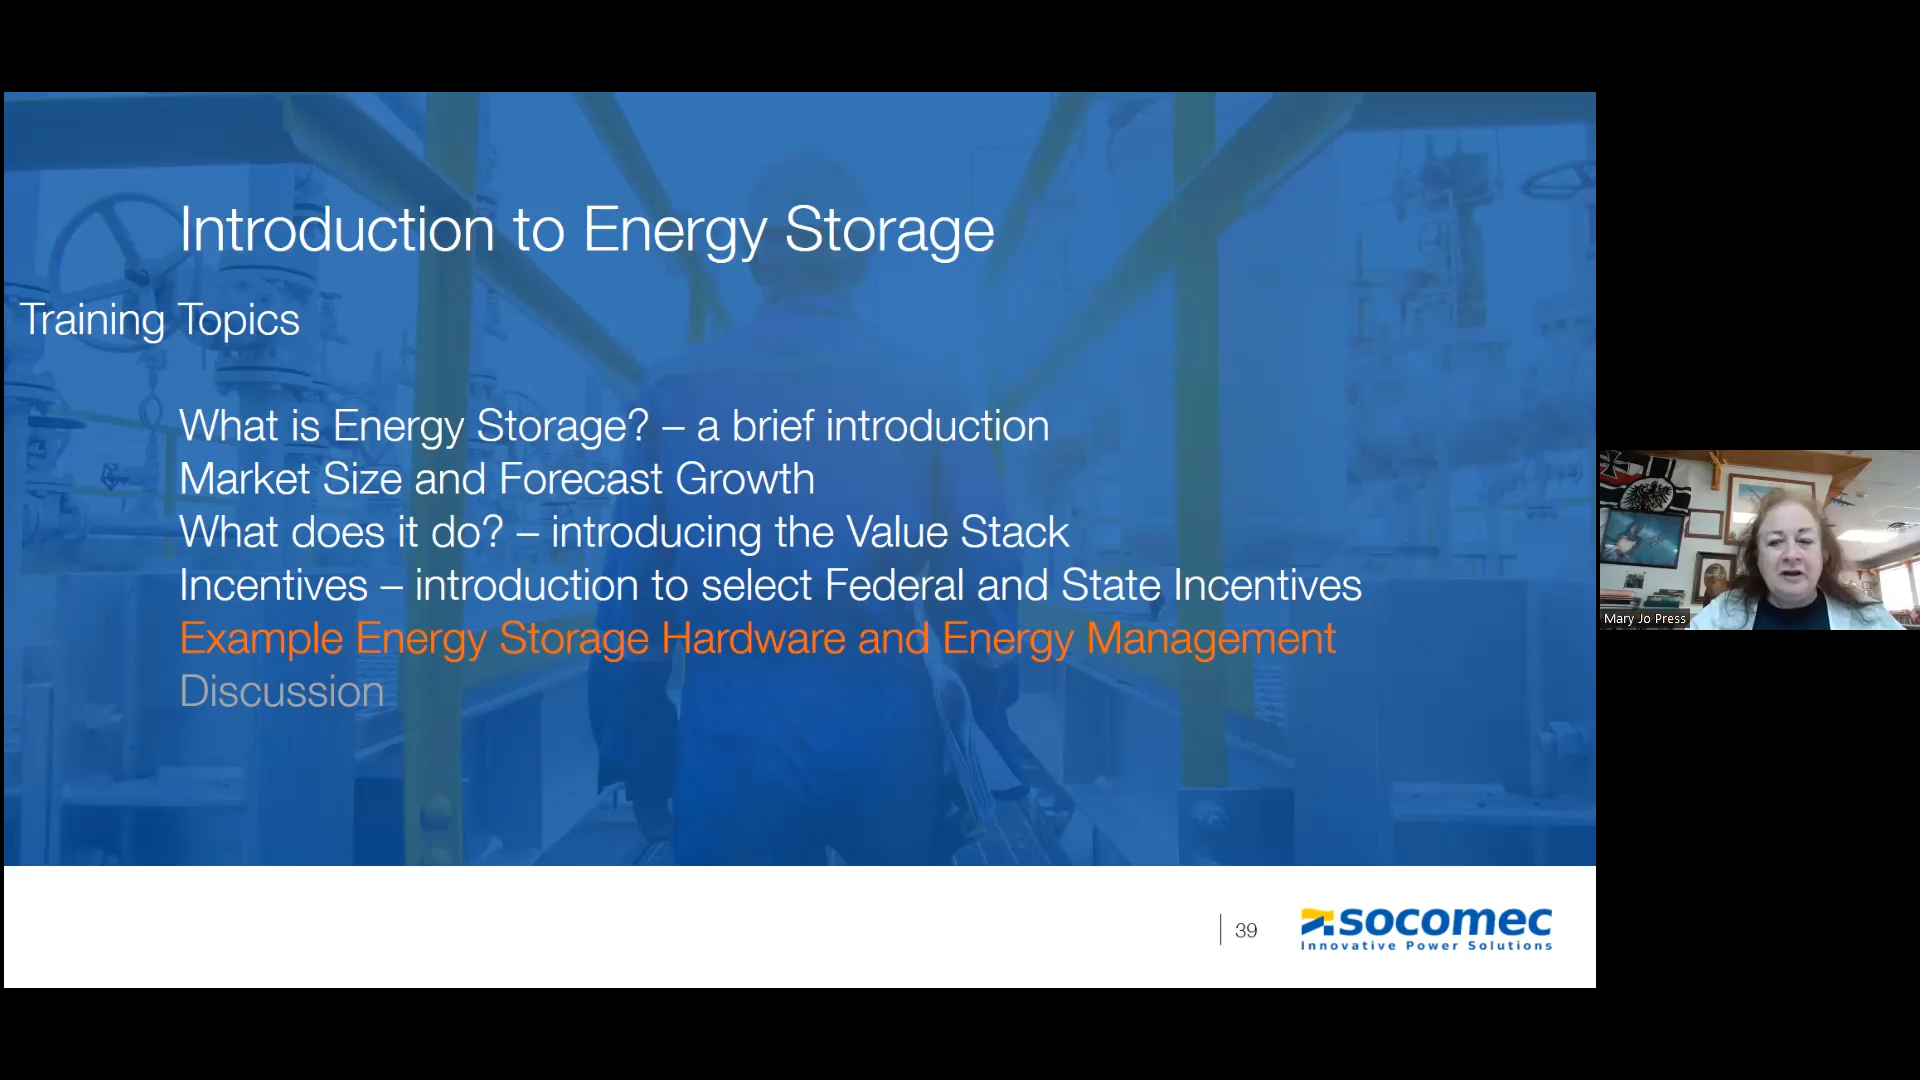 Introduction to Energy Storage
Training Topics
What is Energy Storage? – a brief introduction
Market Size and Forecast Growth
What does it do? – introducing the Value Stack
Incentives – introduction to select Federal and State Incentives
Example Energy Storage Hardware and Energy Management
Discussion
39
socomec
Innovative Power Solutions
Mary Jo Press